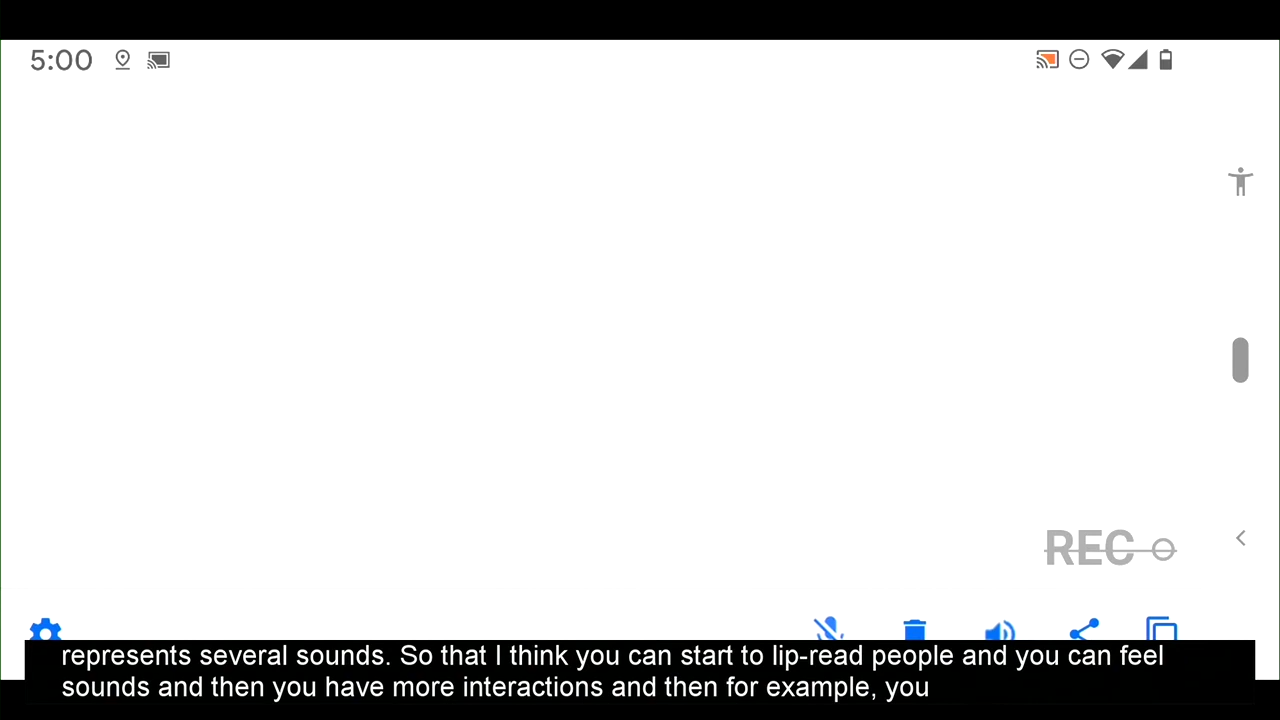 5:00
REC
represents several sounds. So that I think you can start to lip-read people and you can feel
sounds and then you have more interactions and then for example, you